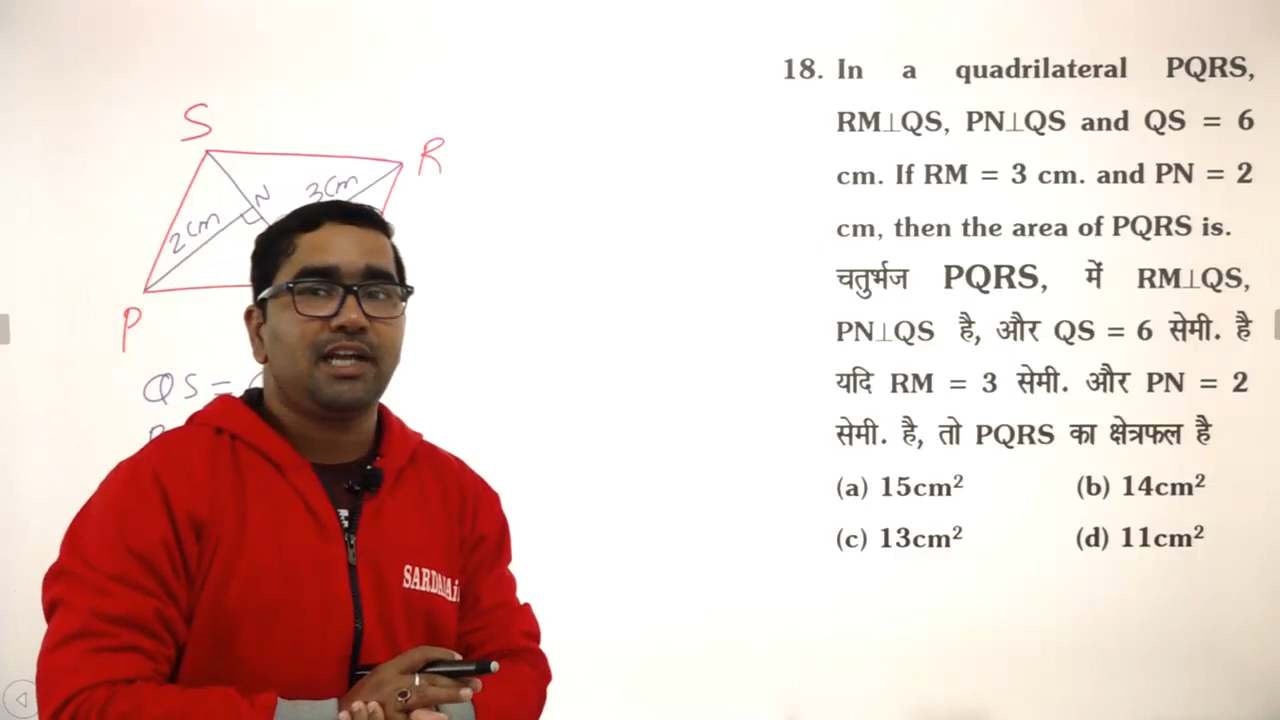 S
R
N
3cm
2cm
P
QS =
18. In a quadrilateral PQRS,
RM⊥QS, PN⊥QS and QS = 6
cm. If RM = 3 cm. and PN = 2
cm, then the area of PQRS is.
चतुर्भज PQRS, में RM⊥QS,
PN⊥QS है, और QS = 6 सेमी. है
यदि RM = 3 सेमी. और PN = 2
सेमी. है, तो PQRS का क्षेत्रफल है
(a) 15cm² (b) 14cm²
(c) 13cm² (d) 11cm²